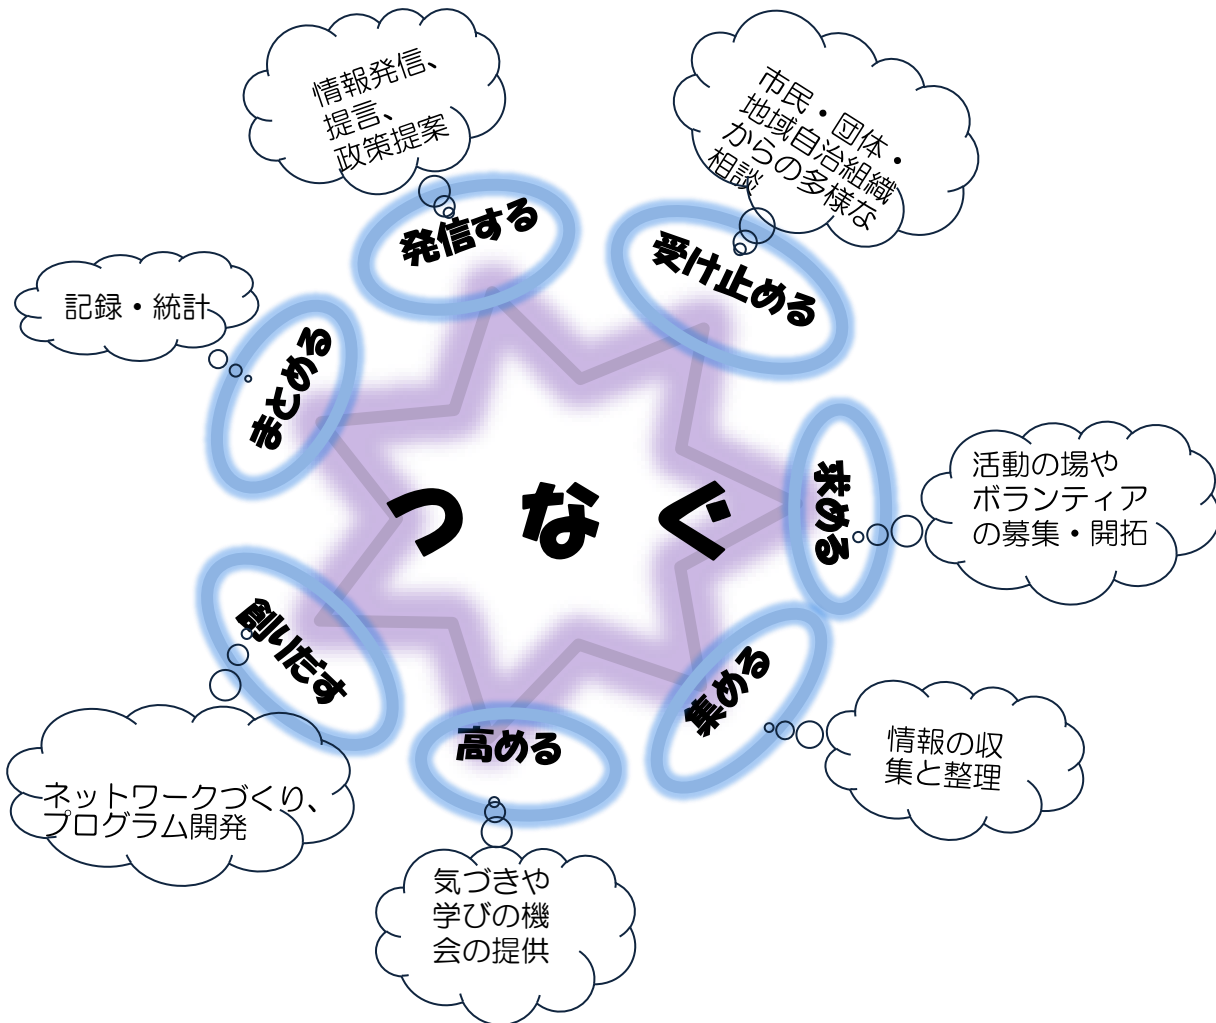 情報発信、
提言、
政策提案
発信する
市民・団体・
地域自治組織
からの多様な
相談
受け止める
記録・統計
まとめる
つなぐ
求める
活動の場や
ボランティア
の募集・開拓
創りだす
ネットワークづくり、
プログラム開発
高める
気づきや
学びの機
会の提供
集める
情報の収
集と整理